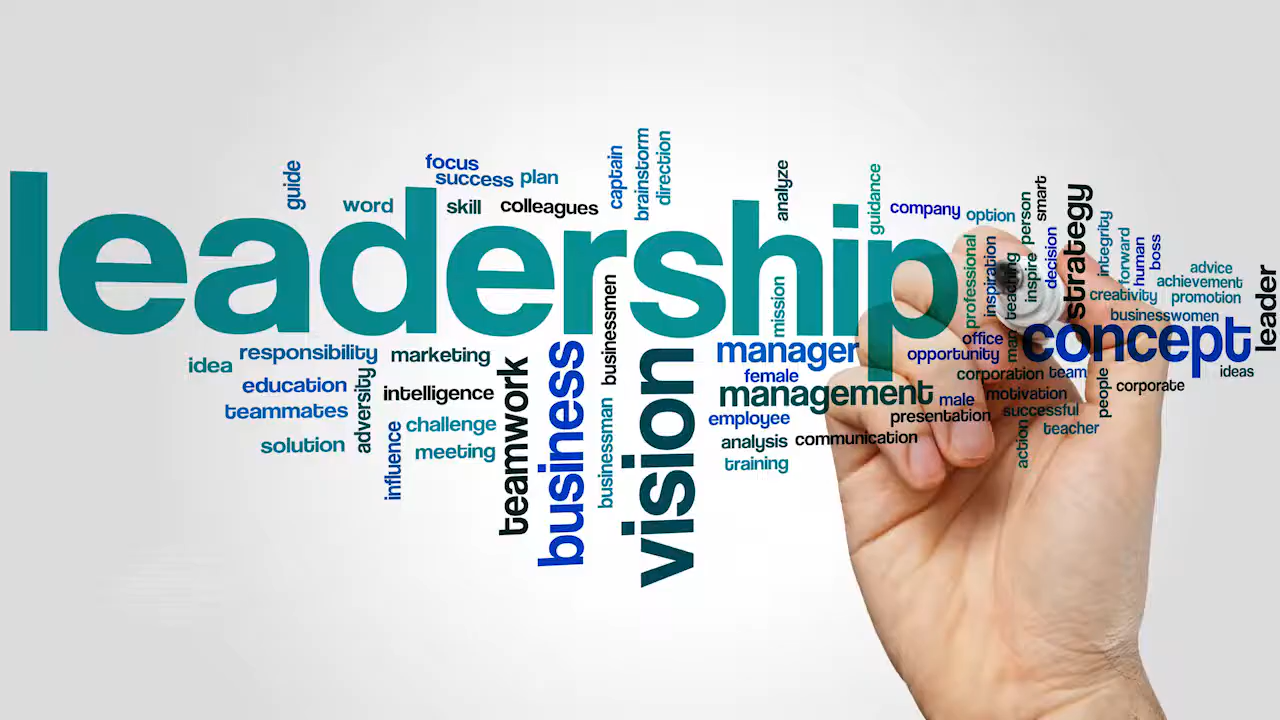 guide
focus
success
plan
word
skill
colleagues
captain
brainstorm
direction
analyze
guidance
company
option
person
smart
strategy
leadership
professional
inspiration
teaching
inspire
decision
integrity
forward
human
boss
advice
achievement
creativity
promotion
businesswomen
leader
concept
ideas
mission
businessmen
idea
responsibility
marketing
education
adversity
intelligence
teammates
influence
challenge
solution
meeting
teamwork
business
businessman
vision
manager
female
management
employee
analysis
communication
training
office
opportunity
man
corporation
team
male
motivation
presentation
successful
people
corporate
teacher
action